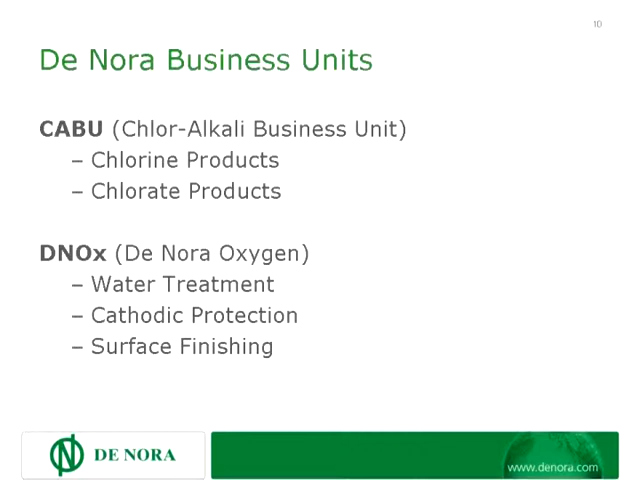 10
De Nora Business Units
CABU (Chlor-Alkali Business Unit)
– Chlorine Products
– Chlorate Products
DNOx (De Nora Oxygen)
– Water Treatment
– Cathodic Protection
– Surface Finishing
DE NORA
www.denora.com